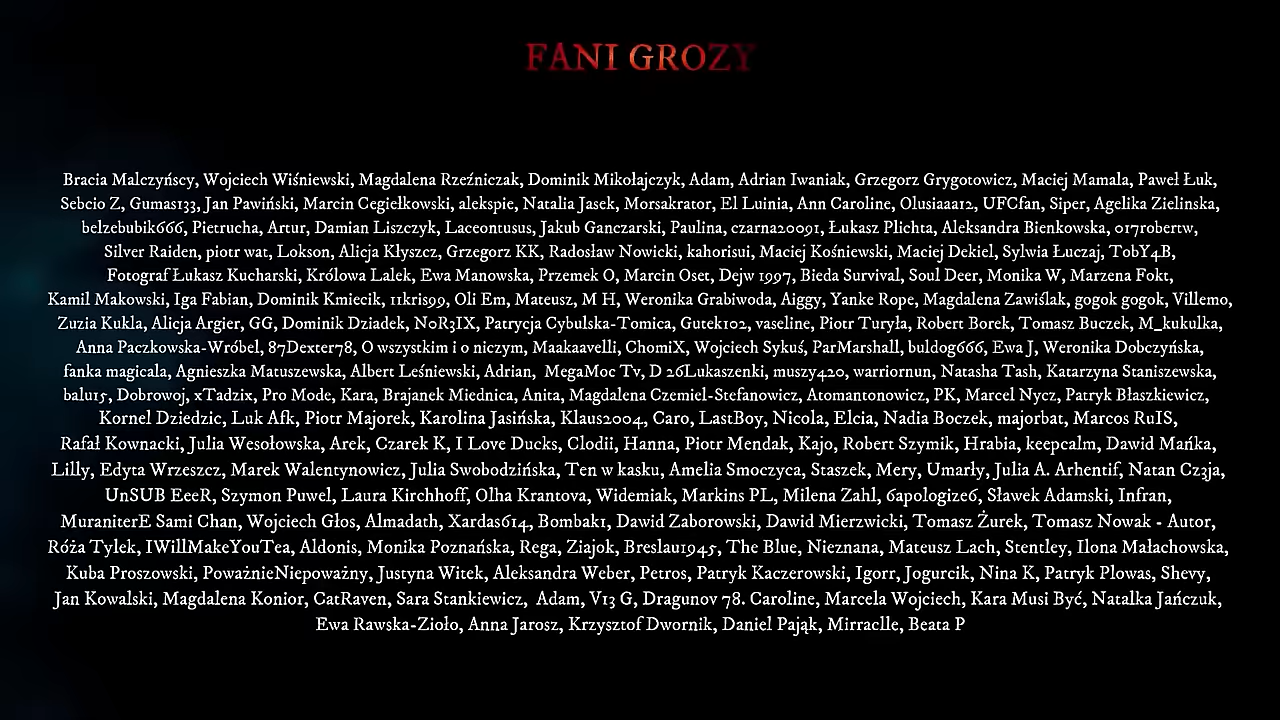 FANI GROZY
Bracia Malczyńscy, Wojciech Wiśniewski, Magdalena Rzeźniczak, Dominik Mikołajczyk, Adam, Adrian Iwaniak, Grzegorz Grygotowicz, Maciej Mamala, Paweł Łuk,
Sebcio Z, Gumas133, Jan Pawiński, Marcin Cegiełkowski, alekspie, Natalia Jasek, Morsakrator, El Luinia, Ann Caroline, Olusiaaa12, UFCfan, Siper, Agelika Zielinska,
belzebubik666, Pietrucha, Artur, Damian Liszczyk, Laceontusus, Jakub Ganczarski, Paulina, czarna20091, Łukasz Plichta, Aleksandra Bienkowska, 017robertw,
Silver Raiden, piotr wat, Lokson, Alicja Kłyszcz, Grzegorz KK, Radosław Nowicki, kahorisui, Maciej Kośniewski, Maciej Dekiel, Sylwia Łuczaj, TobY4B,
Fotograf Łukasz Kucharski, Królowa Lalek, Ewa Manowska, Przemek O, Marcin Oset, Dejw 1997, Bieda Survival, Soul Deer, Monika W, Marzena Fokt,
Kamil Makowski, Iga Fabian, Dominik Kmiecik, 11kris99, Oli Em, Mateusz, M H, Weronika Grabiwoda, Aiggy, Yanke Rope, Magdalena Zawiślak, gogok gogok, Villemo,
Zuzia Kukla, Alicja Argier, GG, Dominik Dziadek, N0R3IX, Patrycja Cybulska-Tomica, Gutek102, vaseline, Piotr Turyła, Robert Borek, Tomasz Buczek, M_kukulka,
Anna Paczkowska-Wróbel, 87Dexter78, O wszystkim i o niczym, Maakaavelli, ChomiX, Wojciech Sykuś, ParMarshall, buldog666, Ewa J, Weronika Dobczyńska,
fanka magicala, Agnieszka Matuszewska, Albert Leśniewski, Adrian,  MegaMoc Tv, D 26Lukaszenki, muszy420, warriornun, Natasha Tash, Katarzyna Staniszewska,
balu15, Dobrowoj, xTadzix, Pro Mode, Kara, Brajanek Miednica, Anita, Magdalena Czemiel-Stefanowicz, Atomantonowicz, PK, Marcel Nycz, Patryk Błaszkiewicz,
Kornel Dziedzic, Luk Afk, Piotr Majorek, Karolina Jasińska, Klaus2004, Caro, LastBoy, Nicola, Elcia, Nadia Boczek, majorbat, Marcos RuIS,
Rafał Kownacki, Julia Wesołowska, Arek, Czarek K, I Love Ducks, Clodii, Hanna, Piotr Mendak, Kajo, Robert Szymik, Hrabia, keepcalm, Dawid Mańka,
Lilly, Edyta Wrzeszcz, Marek Walentynowicz, Julia Swobodzińska, Ten w kasku, Amelia Smoczyca, Staszek, Mery, Umarły, Julia A. Arhentif, Natan Cz3ja,
UnSUB EeeR, Szymon Puwel, Laura Kirchhoff, Olha Krantova, Widemiak, Markins PL, Milena Zahl, 6apologize6, Sławek Adamski, Infran,
MuraniterE Sami Chan, Wojciech Głos, Almadath, Xardas614, Bombak1, Dawid Zaborowski, Dawid Mierzwicki, Tomasz Żurek, Tomasz Nowak - Autor,
Róża Tylek, IWillMakeYouTea, Aldonis, Monika Poznańska, Rega, Ziajok, Breslau1945, The Blue, Nieznana, Mateusz Lach, Stentley, Ilona Małachowska,
Kuba Proszowski, PoważnieNiepoważny, Justyna Witek, Aleksandra Weber, Petros, Patryk Kaczerowski, Igorr, Jogurcik, Nina K, Patryk Plowas, Shevy,
Jan Kowalski, Magdalena Konior, CatRaven, Sara Stankiewicz,  Adam, V13 G, Dragunov 78. Caroline, Marcela Wojciech, Kara Musi Być, Natalka Jańczuk,
Ewa Rawska-Zioło, Anna Jarosz, Krzysztof Dwornik, Daniel Pająk, Mirraclle, Beata P